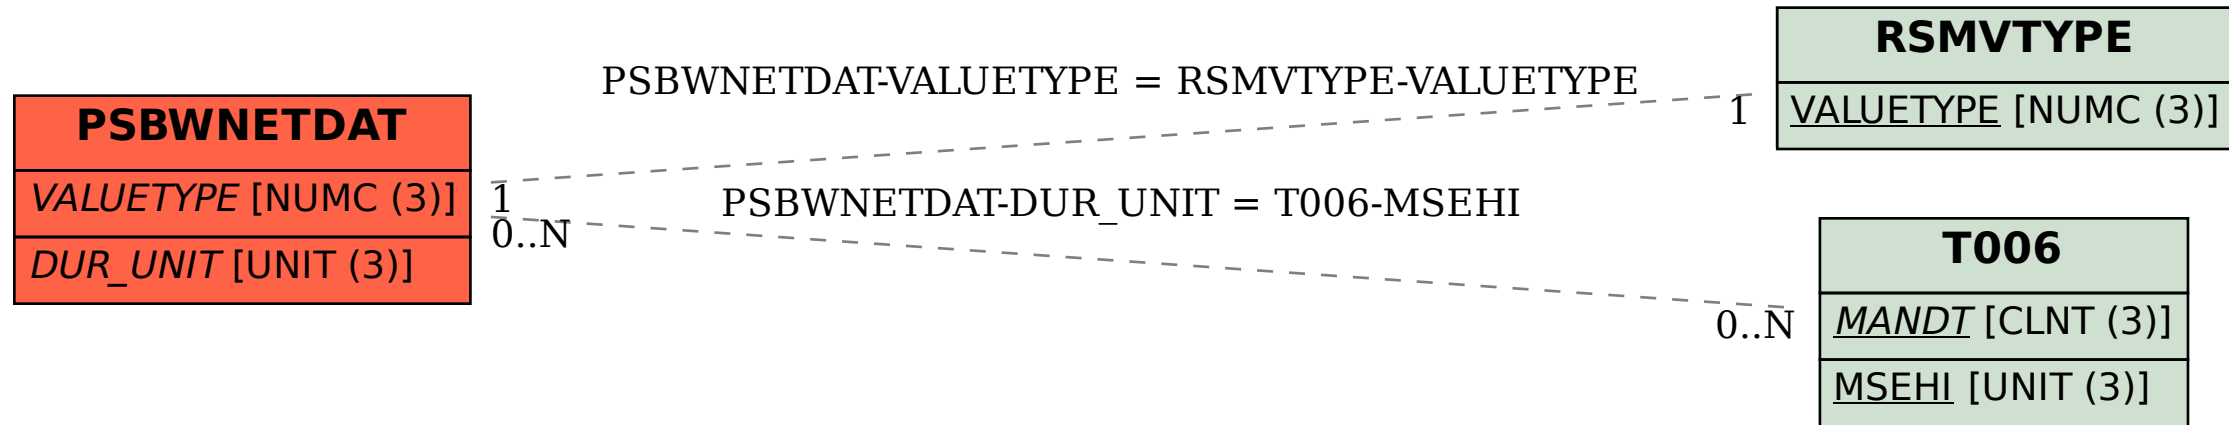 PSBWNETDAT
VALUETYPE [NUMC (3)]
DUR_UNIT [UNIT (3)]
PSBWNETDAT-VALUETYPE = RSMVTYPE-VALUETYPE
1
1
PSBWNETDAT-DUR_UNIT = T006-MSEHI
0..N
0..N
RSMVTYPE
VALUETYPE [NUMC (3)]
T006
MANDT [CLNT (3)]
MSEHI [UNIT (3)]